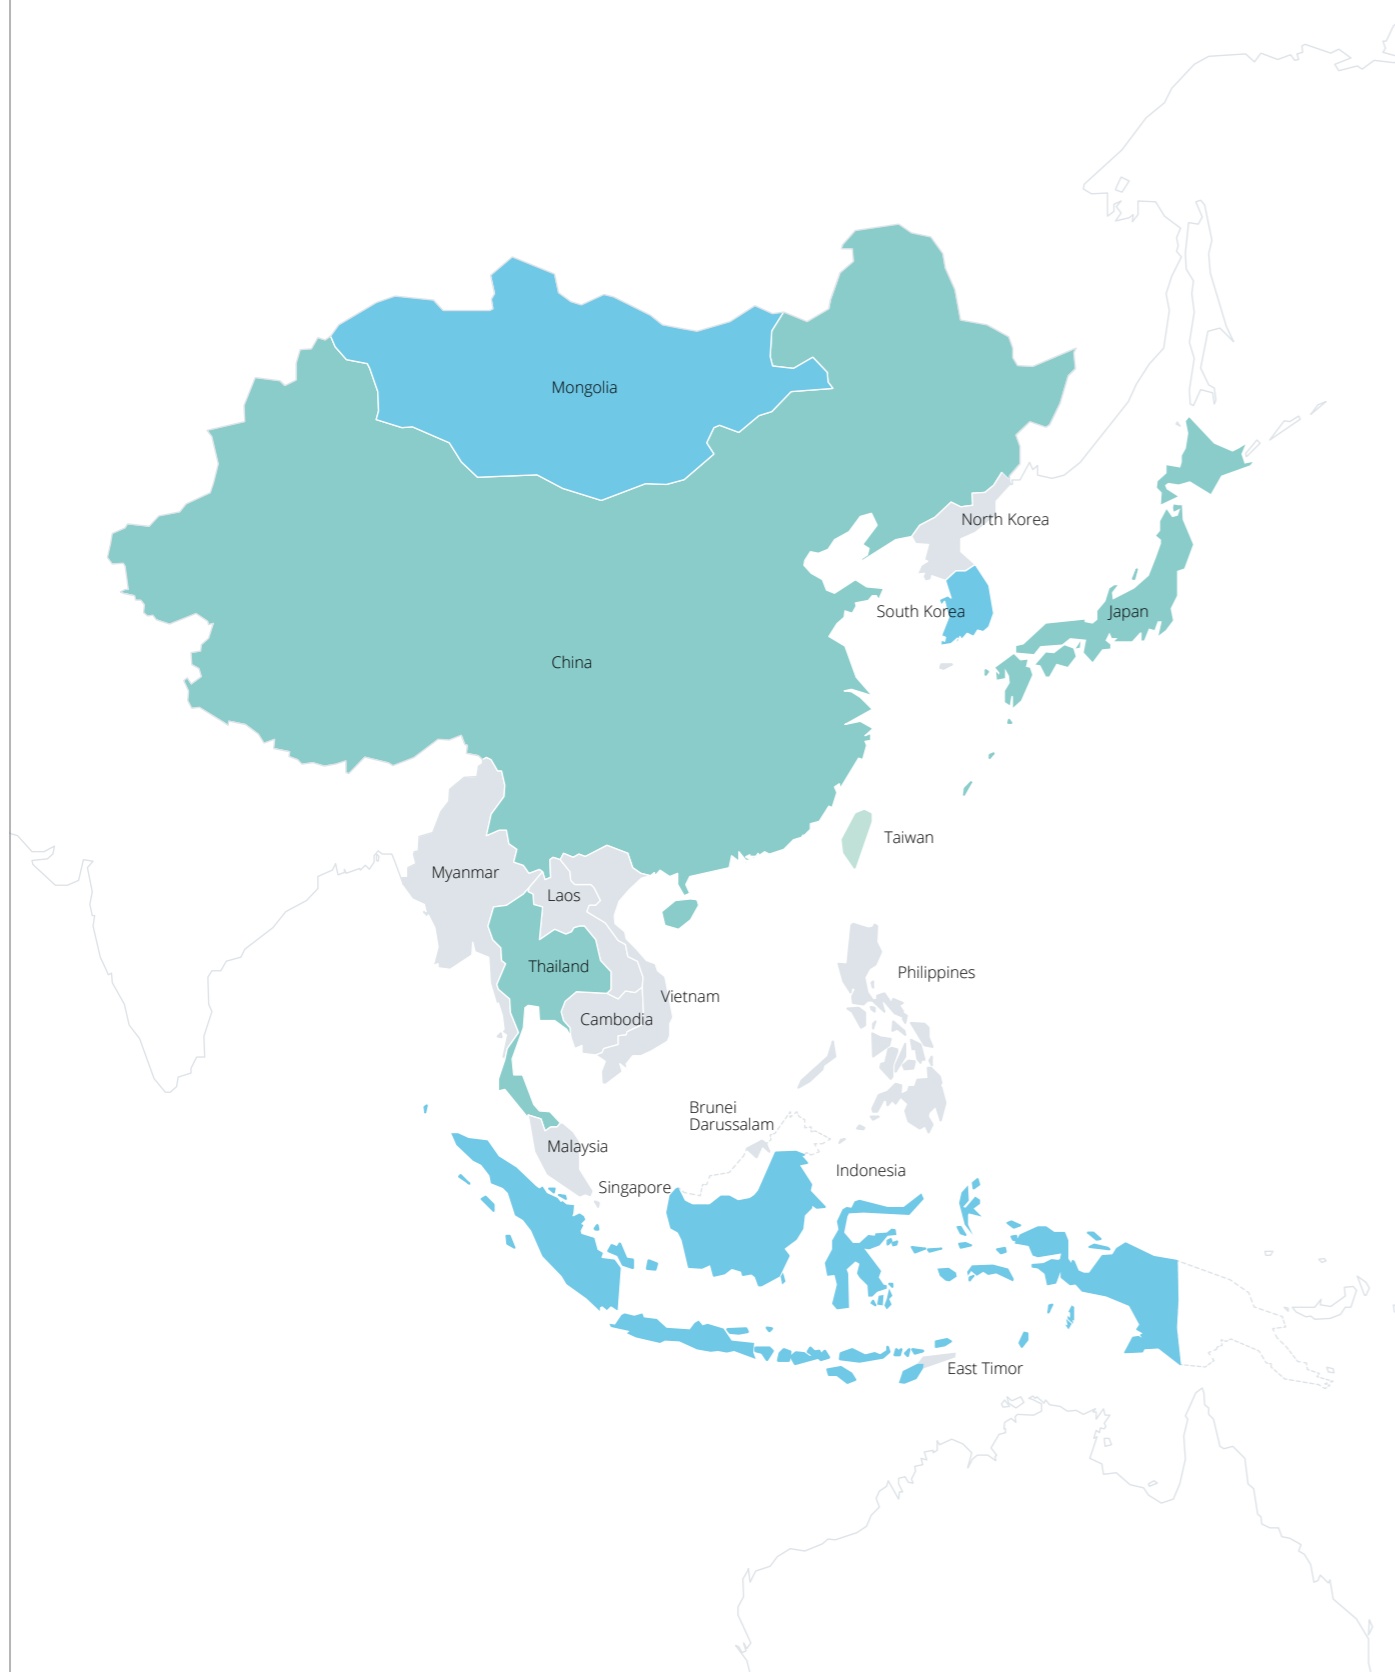 Mongolia
North Korea
South Korea
Japan
China
Taiwan
Myanmar
Laos
Thailand
Philippines
Vietnam
Cambodia
Brunei
Darussalam
Malaysia
Indonesia
Singapore
East Timor